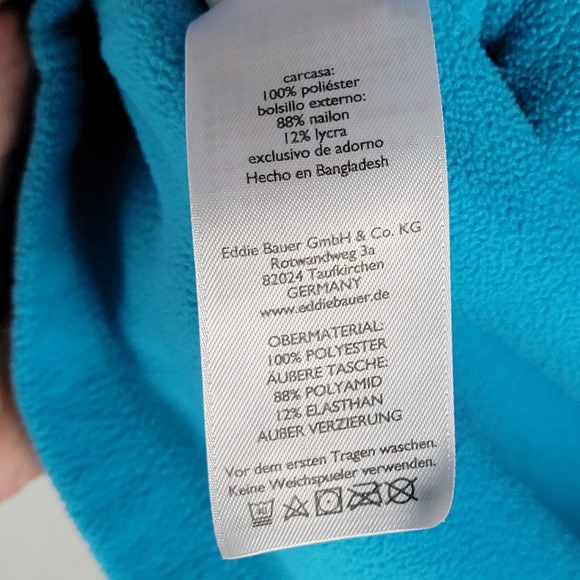 carcasa:
100% poliéster
bolsillo externo:
88% nailon
12% lycra
exclusivo de adorno
Hecho en Bangladesh
Eddie Bauer GmbH & Co. KG
Rotwandweg 3a
82024 Taufkirchen
GERMANY
www.eddiebauer.de
OBERMATERIAL:
100% POLYESTER
ÄUßERE TASCHE:
88% POLYAMID
12% ELASTHAN
AUßER VERZIERUNG
Vor dem ersten Tragen waschen.
Keine Weichspueler verwenden.
40